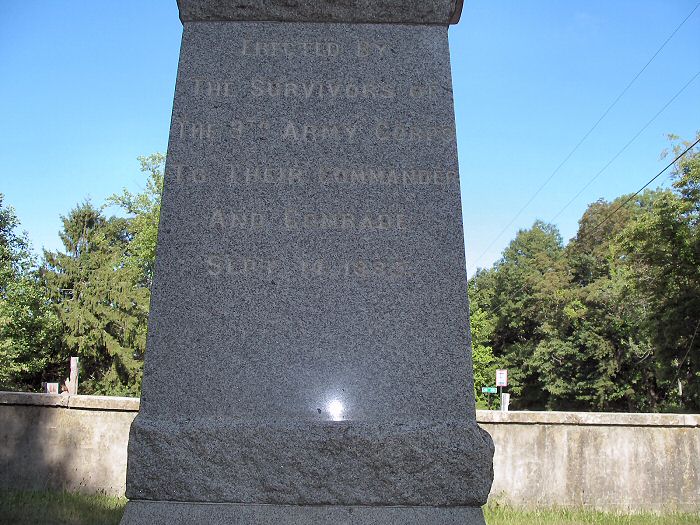 ERECTED BY
THE SURVIVORS OF
THE 9TH ARMY CORPS
TO THEIR COMMANDER
AND COMRADE
SEPT. 14, 1889.